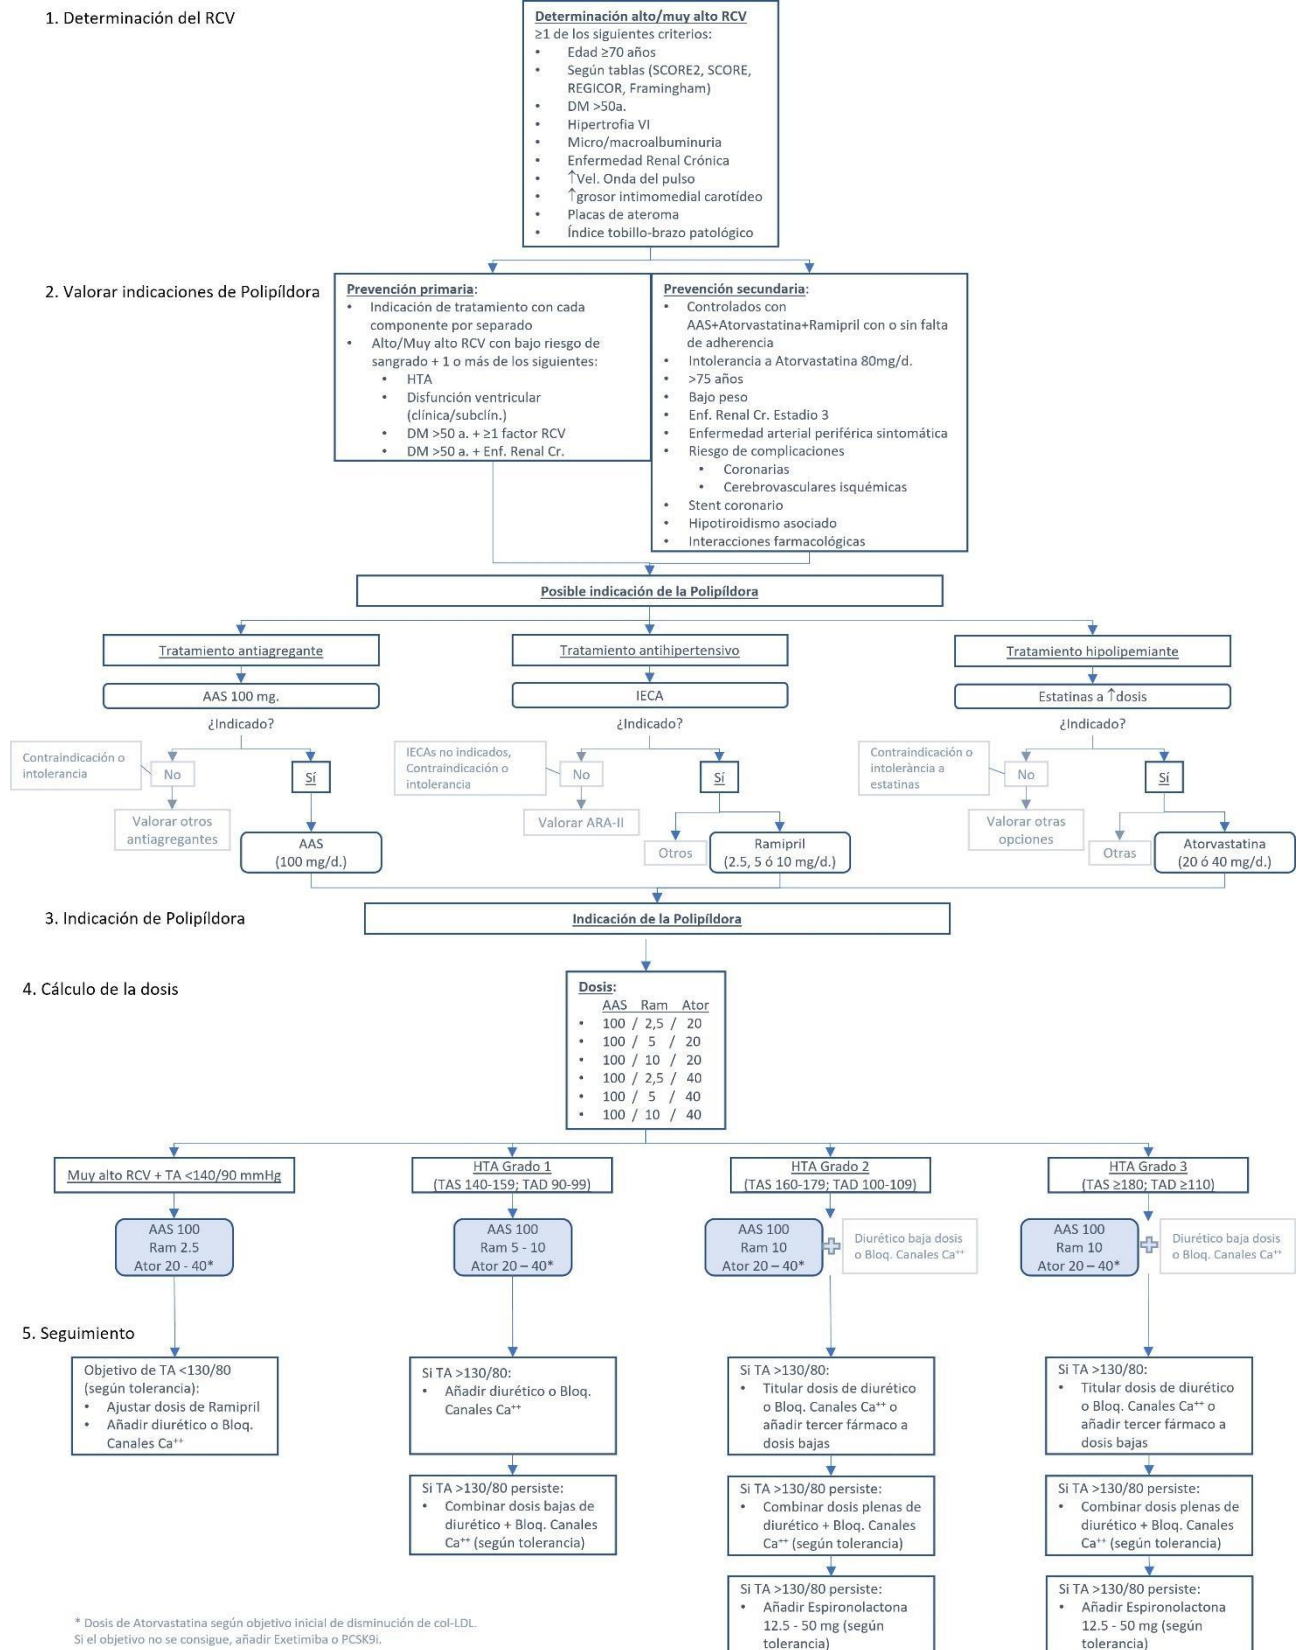 1. Determinación del RCV
Determinación alto/muy alto RCV
≥1 de los siguientes criterios:
• Edad ≥70 años
• Según tablas (SCORE2, SCORE,
REGICOR, Framingham)
• DM >50a.
• Hipertrofia VI
• Micro/macroalbuminuria
• Enfermedad Renal Crónica
• ↑Vel. Onda del pulso
• ↑grosor intimomedial carotídeo
• Placas de ateroma
• Índice tobillo-brazo patológico
2. Valorar indicaciones de Polipíldora
Prevención primaria:
• Indicación de tratamiento con cada
componente por separado
• Alto/Muy alto RCV con bajo riesgo de
sangrado + 1 o más de los siguientes:
• HTA
• Disfunción ventricular
(clínica/subclín.)
• DM >50 a. + ≥1 factor RCV
• DM >50 a. + Enf. Renal Cr.
Prevención secundaria:
• Controlados con
AAS+Atorvastatina+Ramipril con o sin falta
de adherencia
• Intolerancia a Atorvastatina 80mg/d.
• >75 años
• Bajo peso
• Enf. Renal Cr. Estadio 3
• Enfermedad arterial periférica sintomática
• Riesgo de complicaciones
• Coronarias
• Cerebrovasculares isquémicas
• Stent coronario
• Hipotiroidismo asociado
• Interacciones farmacológicas
Posible indicación de la Polipíldora
Tratamiento antiagregante
AAS 100 mg.
¿Indicado?
Contraindicación o
intolerancia
No
Sí
Valorar otros
antiagregantes
AAS
(100 mg/d.)
Tratamiento antihipertensivo
IECA
¿Indicado?
IECAs no indicados,
Contraindicación o
intolerancia
No
Sí
Valorar ARA-II
Otros
Ramipril
(2.5, 5 ó 10 mg/d.)
Tratamiento hipolipemiante
Estatinas a ↑dosis
¿Indicado?
Contraindicación o
intolerància a
estatinas
No
Sí
Valorar otras
opciones
Otras
Atorvastatina
(20 ó 40 mg/d.)
3. Indicación de Polipíldora
Indicación de la Polipíldora
4. Cálculo de la dosis
Dosis:
AAS Ram Ator
• 100 / 2,5 / 20
• 100 / 5 / 20
• 100 / 10 / 20
• 100 / 2,5 / 40
• 100 / 5 / 40
• 100 / 10 / 40
Muy alto RCV + TA <140/90 mmHg
AAS 100
Ram 2.5
Ator 20 - 40*
HTA Grado 1
(TAS 140-159; TAD 90-99)
AAS 100
Ram 5 - 10
Ator 20 – 40*
HTA Grado 2
(TAS 160-179; TAD 100-109)
AAS 100
Ram 10
Ator 20 – 40*
Diurético baja dosis
o Bloq. Canales Ca⁺⁺
HTA Grado 3
(TAS ≥180; TAD ≥110)
AAS 100
Ram 10
Ator 20 – 40*
Diurético baja dosis
o Bloq. Canales Ca⁺⁺
5. Seguimiento
Objetivo de TA <130/80
(según tolerancia):
• Ajustar dosis de Ramipril
• Añadir diurético o Bloq.
Canales Ca⁺⁺
Si TA >130/80:
• Añadir diurético o Bloq.
Canales Ca⁺⁺
Si TA >130/80 persiste:
• Combinar dosis bajas de
diurético + Bloq. Canales
Ca⁺⁺ (según tolerancia)
Si TA >130/80:
• Titular dosis de diurético
o Bloq. Canales Ca⁺⁺ o
añadir tercer fármaco a
dosis bajas
Si TA >130/80 persiste:
• Combinar dosis plenas de
diurético + Bloq. Canales
Ca⁺⁺ (según tolerancia)
Si TA >130/80 persiste:
• Añadir Espironolactona
12.5 - 50 mg (según
tolerancia)
Si TA >130/80:
• Titular dosis de diurético
o Bloq. Canales Ca⁺⁺ o
añadir tercer fármaco a
dosis bajas
Si TA >130/80 persiste:
• Combinar dosis plenas de
diurético + Bloq. Canales
Ca⁺⁺ (según tolerancia)
Si TA >130/80 persiste:
• Añadir Espironolactona
12.5 - 50 mg (según
tolerancia)
* Dosis de Atorvastatina según objetivo inicial de disminución de col-LDL.
Si el objetivo no se consigue, añadir Exetimiba o PCSK9i.